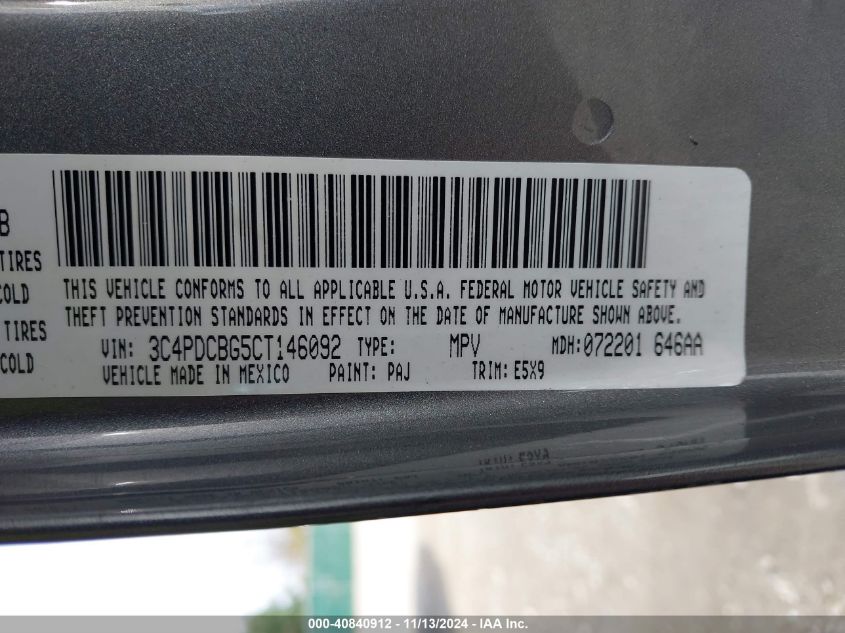 B
TIRES
COLD
TIRES
COLD
THIS VEHICLE CONFORMS TO ALL APPLICABLE U.S.A. FEDERAL MOTOR VEHICLE SAFETY AND
THEFT PREVENTION STANDARDS IN EFFECT ON THE DATE OF MANUFACTURE SHOWN ABOVE.
VIN: 3C4PDCBG5CT146092 TYPE: MPV MDH:072201 646AA
VEHICLE MADE IN MEXICO PAINT: PAJ TRIM: E5X9
000-40840912 - 11/13/2024 - IAA Inc.